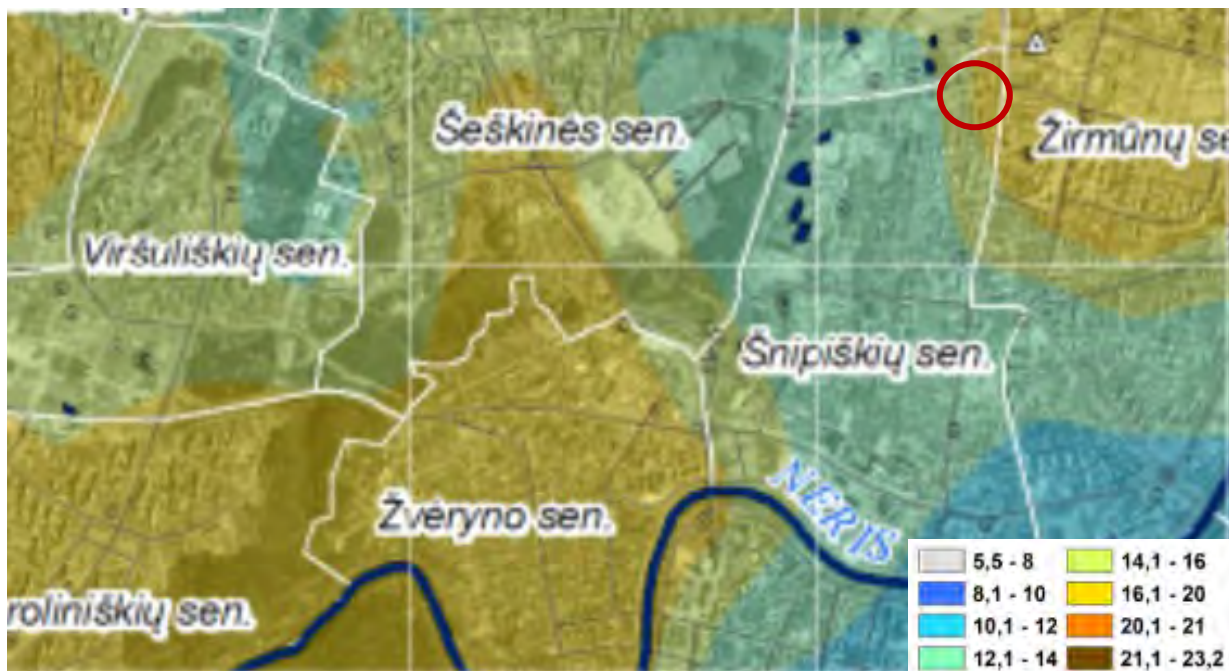 Šeškinės sen.
Žirmūnų se
Viršuliškių sen.
Šnipiškių sen.
NERIS
Žvėryno sen.
roliniškių sen.
5,5 - 8
8,1 - 10
10,1 - 12
12,1 - 14
14,1 - 16
16,1 - 20
20,1 - 21
21,1 - 23,2